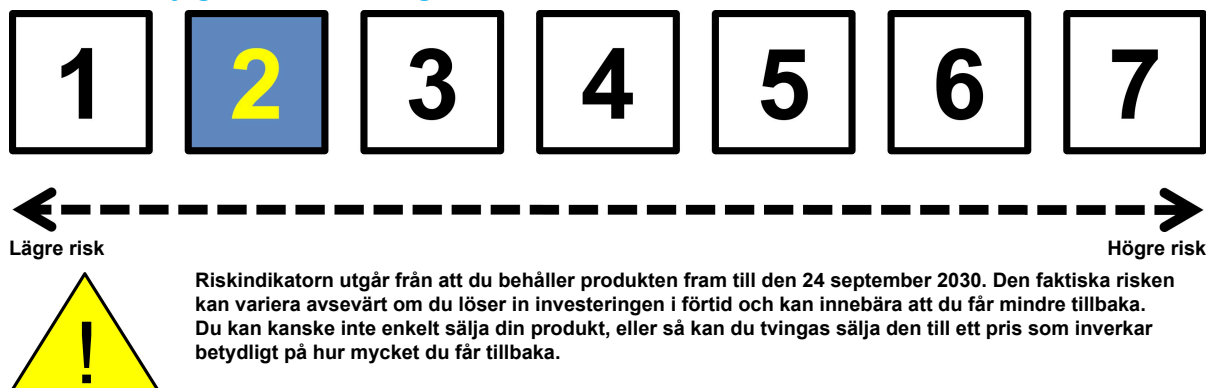 1 2 3 4 5 6 7
Lägre risk Högre risk
Riskindikatorn utgår från att du behåller produkten fram till den 24 september 2030. Den faktiska risken
kan variera avsevärt om du löser in investeringen i förtid och kan innebära att du får mindre tillbaka.
Du kan kanske inte enkelt sälja din produkt, eller så kan du tvingas sälja den till ett pris som inverkar
betydligt på hur mycket du får tillbaka.
!